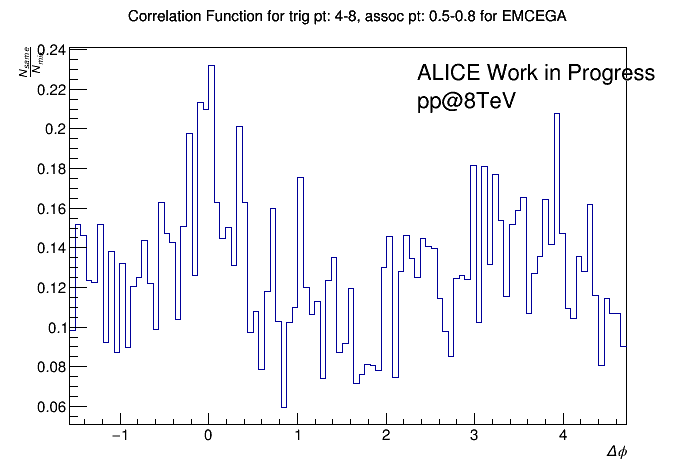 Correlation Function for trig pt: 4-8, assoc pt: 0.5-0.8 for EMCEGA
N_same
0.24
ALICE Work in Progress
pp@8TeV
0.22
0.2
0.18
0.16
0.14
0.12
0.1
0.08
0.06
−1 0 1 2 3 4
Δϕ